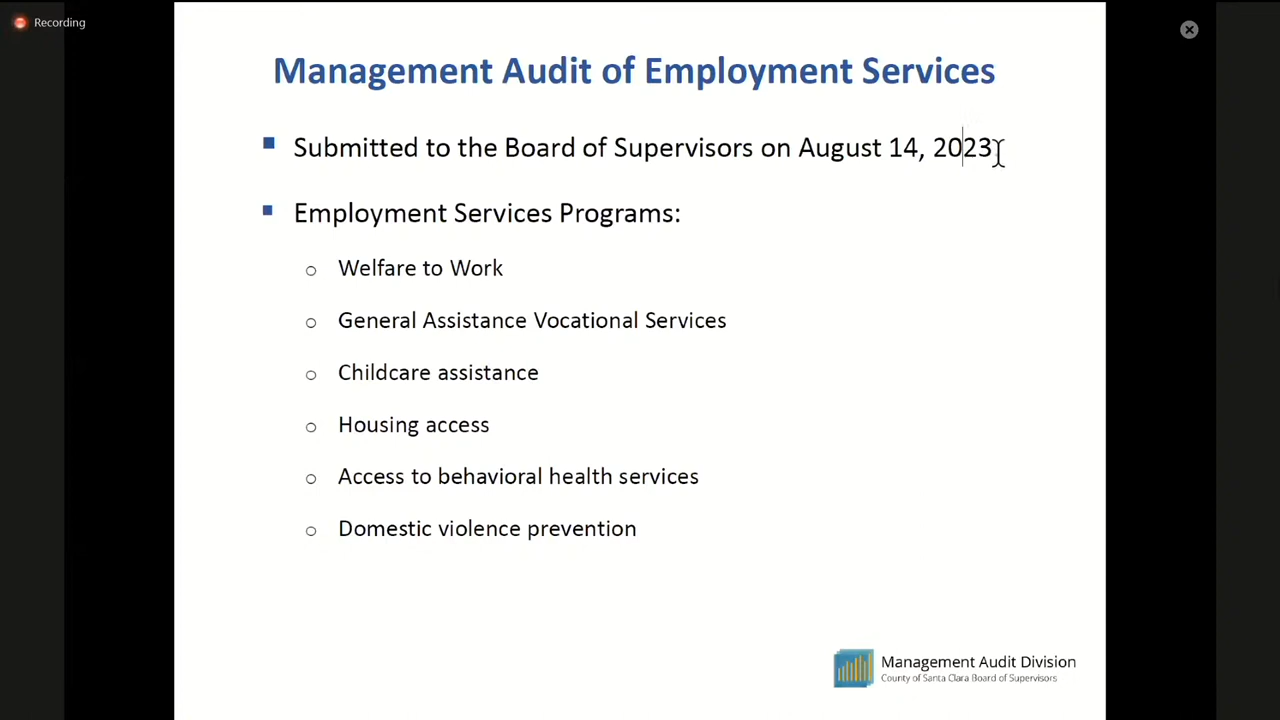 Recording
Management Audit of Employment Services
Submitted to the Board of Supervisors on August 14, 2023
Employment Services Programs:
Welfare to Work
General Assistance Vocational Services
Childcare assistance
Housing access
Access to behavioral health services
Domestic violence prevention
Management Audit Division
County of Santa Clara Board of Supervisors